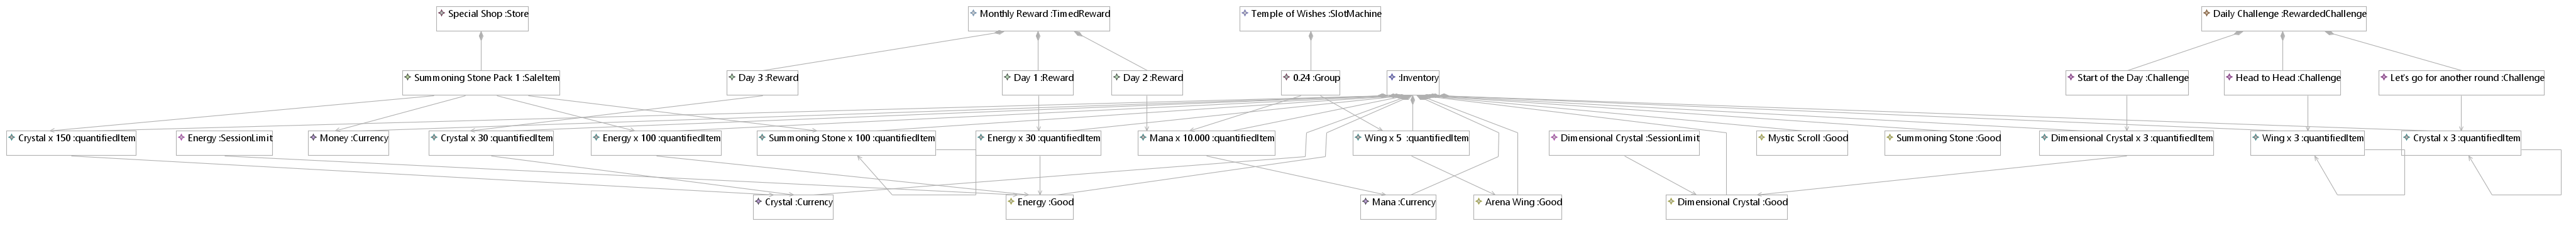 Special Shop :Store
Monthly Reward :TimedReward
Temple of Wishes :SlotMachine
Daily Challenge :RewardedChallenge
Summoning Stone Pack 1 :SaleItem
Day 3 :Reward
Day 1 :Reward
Day 2 :Reward
0.24 :Group
:Inventory
Start of the Day :Challenge
Head to Head :Challenge
Let's go for another round :Challenge
Crystal x 150 :quantifiedItem
Energy :SessionLimit
Money :Currency
Crystal x 30 :quantifiedItem
Energy x 100 :quantifiedItem
Summoning Stone x 100 :quantifiedItem
Energy x 30 :quantifiedItem
Mana x 10.000 :quantifiedItem
Wing x 5 :quantifiedItem
Dimensional Crystal :SessionLimit
Mystic Scroll :Good
Summoning Stone :Good
Dimensional Crystal x 3 :quantifiedItem
Wing x 3 :quantifiedItem
Crystal x 3 :quantifiedItem
Crystal :Currency
Energy :Good
Mana :Currency
Arena Wing :Good
Dimensional Crystal :Good